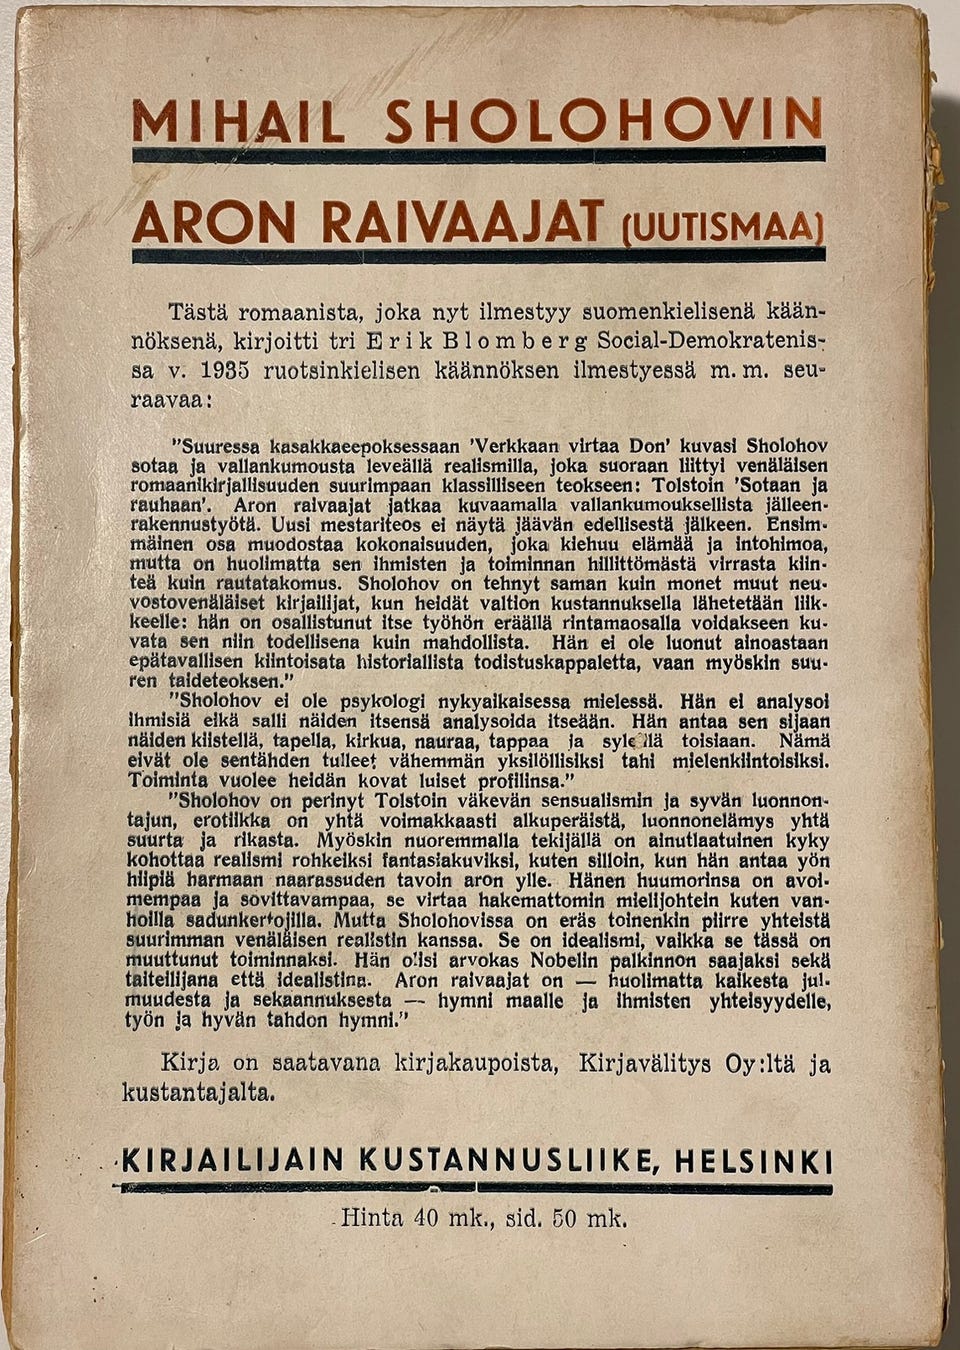 MIHAIL SHOLOHOVIN
ARON RAIVAAJAT (UUTISMAA)
Tästä romaanista, joka nyt ilmestyy suomenkielisenä kään-
nöksenä, kirjoitti tri Erik Blomberg Social-Demokratenis-
sa v. 1935 ruotsinkielisen käännöksen ilmestyessä m. m. seu-
raavaa:
"Suuressa kasakkaeepoksessaan 'Verkkaan virtaa Don' kuvasi Sholohov
sotaa ja vallankumousta leveällä realismilla, joka suoraan liittyi venäläisen
romaanikirjallisuuden suurimpaan klassilliseen teokseen: Tolstoin 'Sotaan ja
rauhaan'. Aron raivaajat jatkaa kuvaamalla vallankumouksellista jälleen-
rakennustyötä. Uusi mestariteos ei näytä jäävän edellisestä jälkeen. Ensim-
mäinen osa muodostaa kokonaisuuden, joka kiehuu elämää ja intohimoa,
mutta on huolimatta sen ihmisten ja toiminnan hillittömästä virrasta kiin-
teä kuin rautatakomus. Sholohov on tehnyt saman kuin monet muut neu-
vostovenäläiset kirjailijat, kun heidät valtion kustannuksella lähetetään liik-
keelle: hän on osallistunut itse työhön eräällä rintamaosalla voidakseen ku-
vata sen niin todellisena kuin mahdollista. Hän ei ole luonut ainoastaan
epätavallisen kiintoisata historiallista todistuskappaletta, vaan myöskin suu-
ren taideteoksen."
"Sholohov ei ole psykologi nykyaikaisessa mielessä. Hän ei analysoi
ihmisiä eikä salli näiden itsensä analysoida itseään. Hän antaa sen sijaan
näiden kiistellä, tapella, kirkua, nauraa, tappaa ja syleillä toisiaan. Nämä
eivät ole sentähden tulleet vähemmän yksilöllisiksi tahi mielenkiintoisiksi.
Toiminta vuolee heidän kovat luiset profiilinsa."
"Sholohov on perinyt Tolstoin väkevän sensualismin ja syvän luonnon-
tajun, erotiikka on yhtä voimakkaasti alkuperäistä, luonnonelämys yhtä
suurta ja rikasta. Myöskin nuoremmalla tekijällä on ainutlaatuinen kyky
kohottaa realismi rohkeiksi fantasiakuviksi, kuten silloin, kun hän antaa yön
hiipiä harmaan naarassuden tavoin aron ylle. Hänen huumorinsa on avoi-
mempaa ja sovittavampaa, se virtaa hakemattomin mielijohtein kuten van-
hoilla sadunkertojilla. Mutta Sholohovissa on eräs toinenkin piirre yhteistä
suurimman venäläisen realistin kanssa. Se on idealismi, vaikka se tässä on
muuttunut toiminnaksi. Hän olisi arvokas Nobelin palkinnon saajaksi sekä
taiteilijana että idealistina. Aron raivaajat on — huolimatta kaikesta jul-
muudesta ja sekaannuksesta — hymni maalle ja ihmisten yhteisyydelle,
työn ja hyvän tahdon hymni."
Kirja on saatavana kirjakaupoista, Kirjavälitys Oy:ltä ja
kustantajalta.
KIRJAILIJAIN KUSTANNUSLIIKE, HELSINKI
Hinta 40 mk., sid. 50 mk.